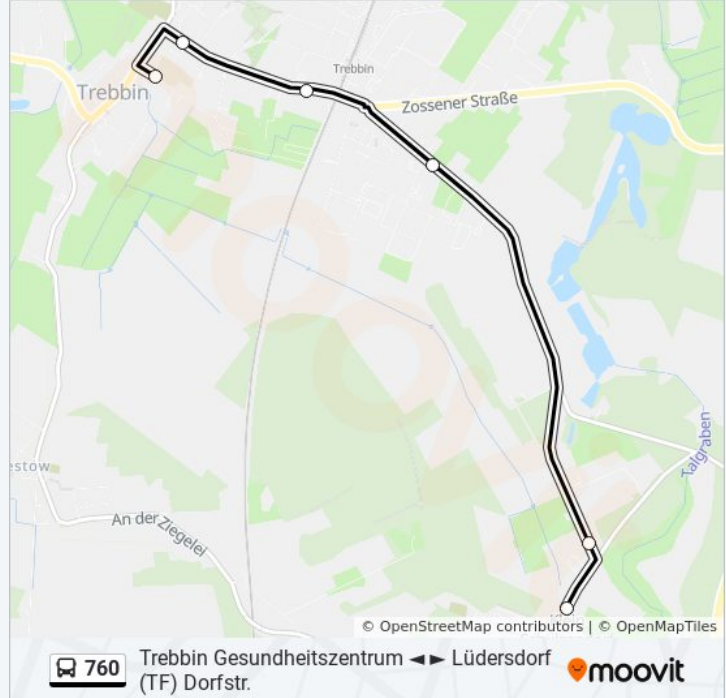 Trebbin
Trebbin
Zossener Straße
Talgraben
estow
An der Ziegelei
© OpenStreetMap contributors | © OpenMapTiles
760
Trebbin Gesundheitszentrum ◄ ► Lüdersdorf
(TF) Dorfstr.
moovit